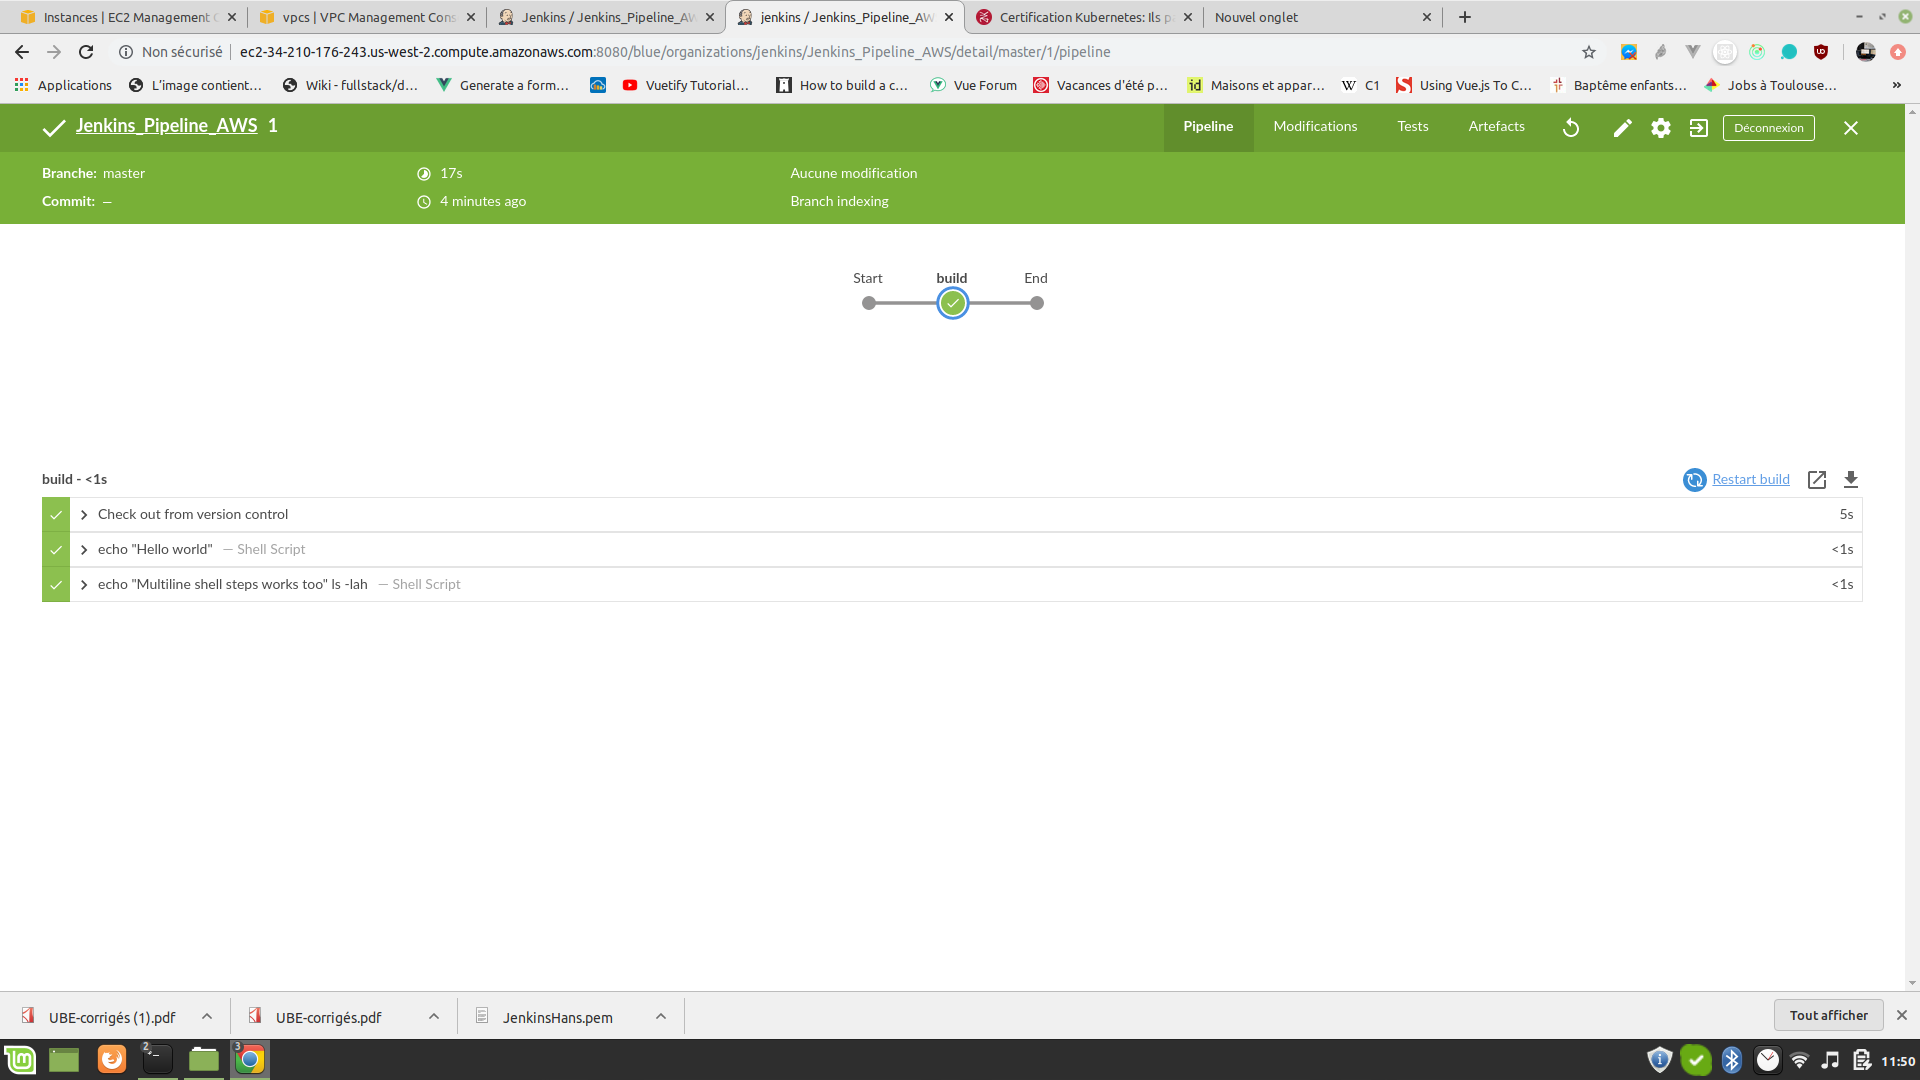 Instances | EC2 Management C
vpcs | VPC Management Cons
Jenkins / Jenkins_Pipeline_AW
jenkins / Jenkins_Pipeline_AW
Certification Kubernetes: Ils p
Nouvel onglet
Non sécurisé
ec2-34-210-176-243.us-west-2.compute.amazonaws.com:8080/blue/organizations/jenkins/Jenkins_Pipeline_AWS/detail/master/1/pipeline
Applications
L'image contient...
Wiki - fullstack/d...
Generate a form...
Vuetify Tutorial...
How to build a c...
Vue Forum
Vacances d'été p...
id Maisons et appar...
W C1
Using Vue.js To C...
Baptême enfants...
Jobs à Toulouse...
»
Jenkins_Pipeline_AWS 1
Pipeline
Modifications
Tests
Artefacts
Déconnexion
Branche: master
17s
Aucune modification
Commit: —
4 minutes ago
Branch indexing
Start
build
End
build - <1s
Restart build
Check out from version control
5s
echo "Hello world" — Shell Script
<1s
echo "Multiline shell steps works too" ls -lah — Shell Script
<1s
UBE-corrigés (1).pdf
UBE-corrigés.pdf
JenkinsHans.pem
Tout afficher
2
3
11:50